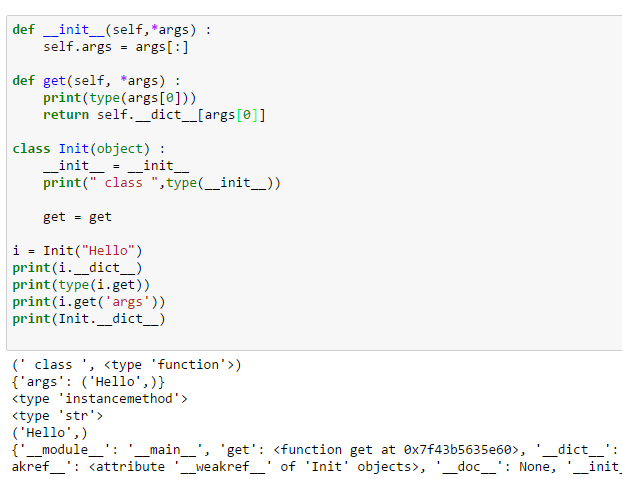 def __init__(self,*args) :
    self.args = args[:]
def get(self, *args) :
    print(type(args[0]))
    return self.__dict__[args[0]]
class Init(object) :
    __init__ = __init__
    print(" class ",type(__init__))
    get = get
i = Init("Hello")
print(i.__dict__)
print(type(i.get))
print(i.get('args'))
print(Init.__dict__)
(' class ', <type 'function'>)
{'args': ('Hello',)}
<type 'instancemethod'>
<type 'str'>
('Hello',)
{'__module__': '__main__', 'get': <function get at 0x7f43b5635e60>, '__dict__':
akref__': <attribute '__weakref__' of 'Init' objects>, '__doc__': None, '__init_